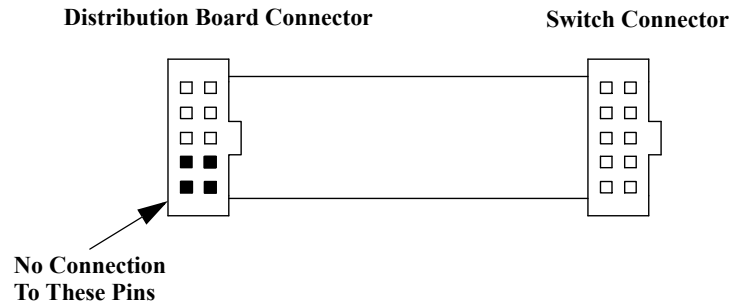 Distribution Board Connector
Switch Connector
No Connection
To These Pins